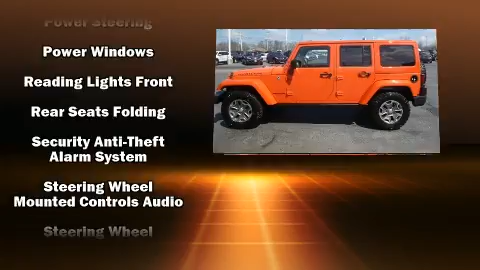 Power Steering
Power Windows
Reading Lights Front
Rear Seats Folding
Security Anti-Theft
Alarm System
Steering Wheel
Mounted Controls Audio
Steering Wheel